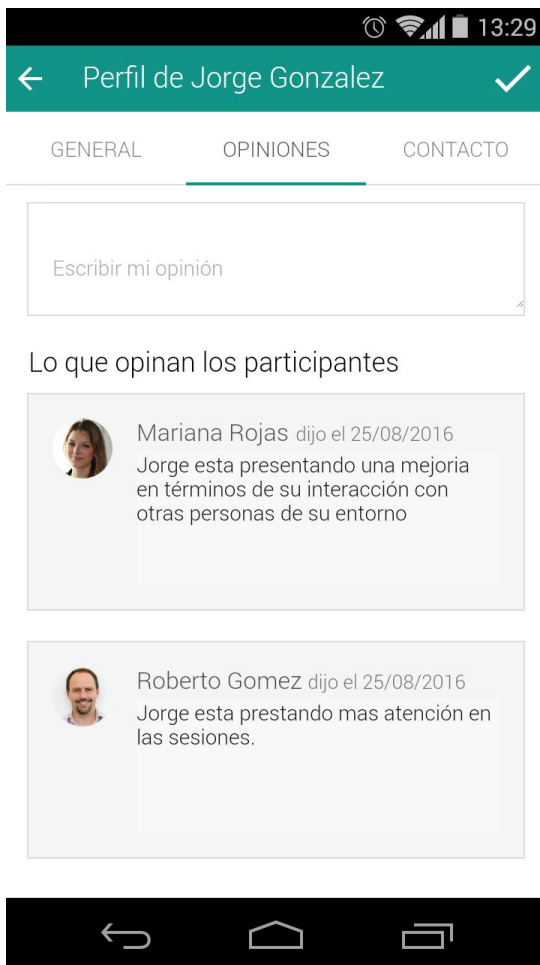 13:29
Perfil de Jorge Gonzalez
GENERAL OPINIONES CONTACTO
Escribir mi opinión
Lo que opinan los participantes
Mariana Rojas dijo el 25/08/2016
Jorge esta presentando una mejoria
en términos de su interacción con
otras personas de su entorno
Roberto Gomez dijo el 25/08/2016
Jorge esta prestando mas atención en
las sesiones.